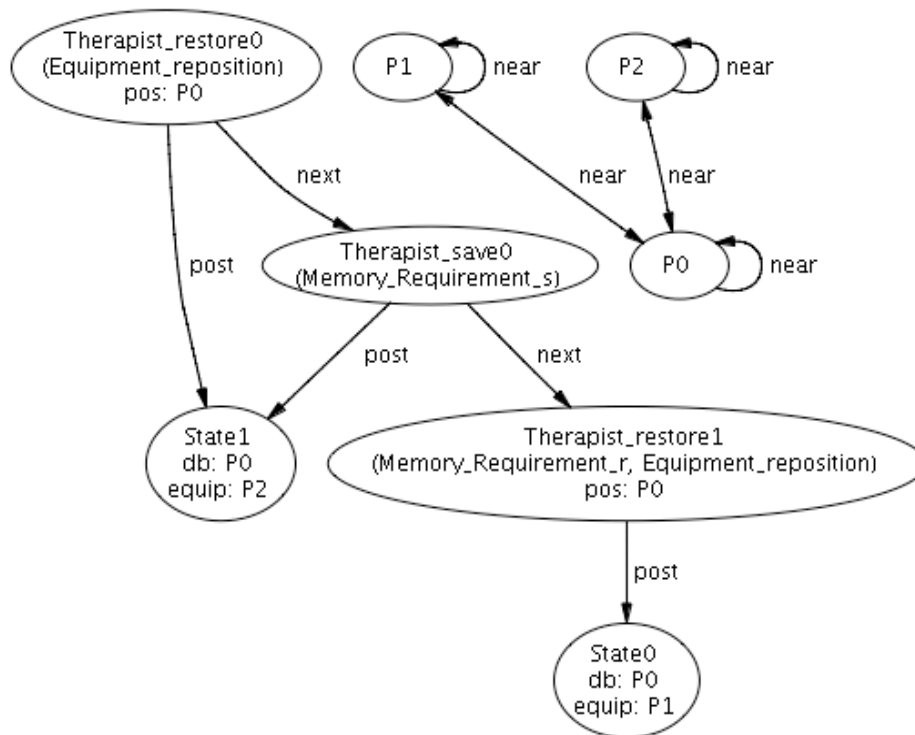 Therapist_restore0
(Equipment_reposition)
pos: P0
P1
near
P2
near
next
near
near
post
Therapist_save0
(Memory_Requirement_s)
P0
near
post
next
State1
db: P0
equip: P2
Therapist_restore1
(Memory_Requirement_r, Equipment_reposition)
pos: P0
post
State0
db: P0
equip: P1